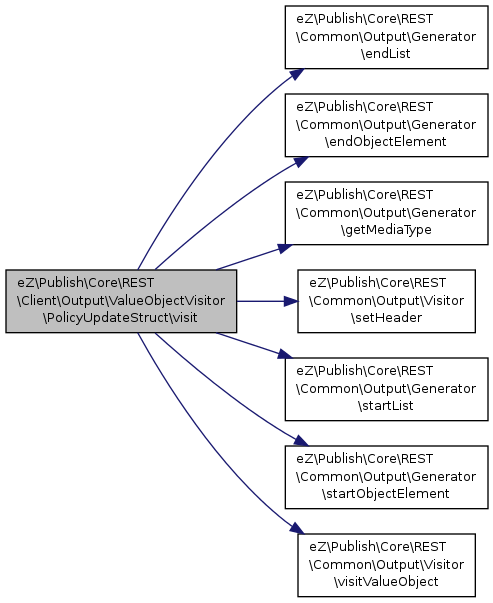 eZ\Publish\Core\REST
\Common\Output\Generator
\endList
eZ\Publish\Core\REST
\Common\Output\Generator
\endObjectElement
eZ\Publish\Core\REST
\Common\Output\Generator
\getMediaType
eZ\Publish\Core\REST
\Client\Output\ValueObjectVisitor
\PolicyUpdateStruct\visit
eZ\Publish\Core\REST
\Common\Output\Visitor
\setHeader
eZ\Publish\Core\REST
\Common\Output\Generator
\startList
eZ\Publish\Core\REST
\Common\Output\Generator
\startObjectElement
eZ\Publish\Core\REST
\Common\Output\Visitor
\visitValueObject